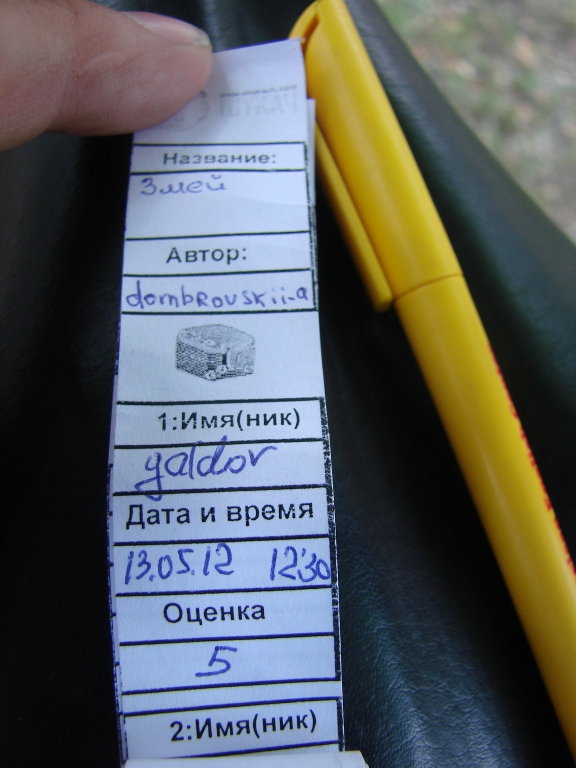 Название:
Змей
Автор:
dombrovskii-a
1:Имя(ник)
galdor
Дата и время
13.05.12 12:30
Оценка
5
2:Имя(ник)